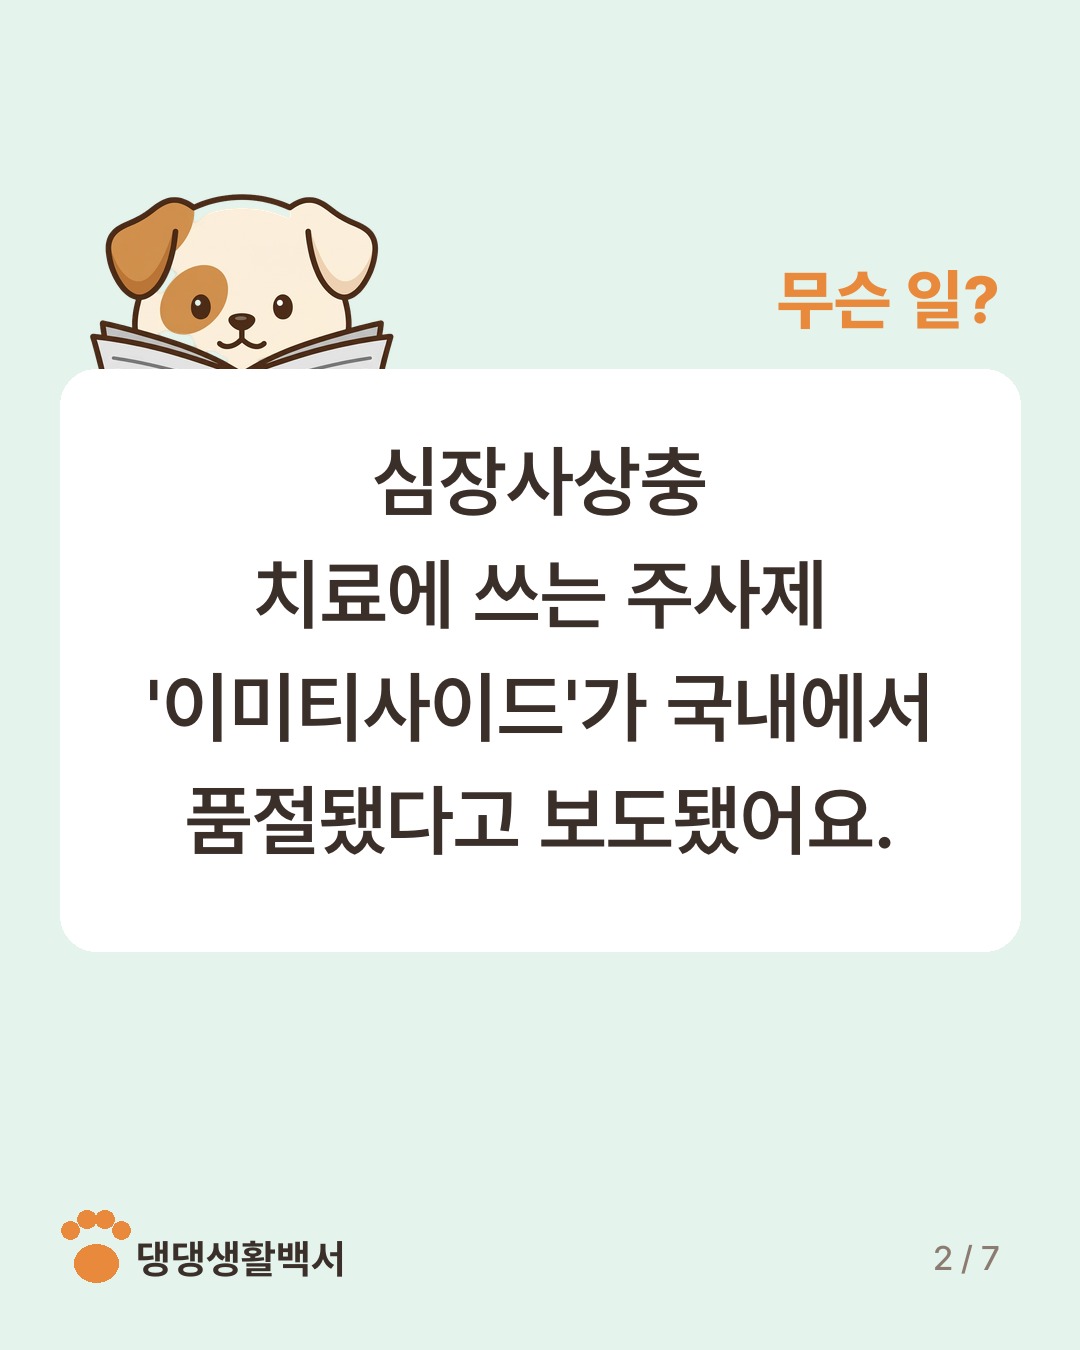 무슨 일?
심장사상충
치료에 쓰는 주사제
'이미티사이드'가 국내에서
품절됐다고 보도됐어요.
댕댕생활백서
2 / 7